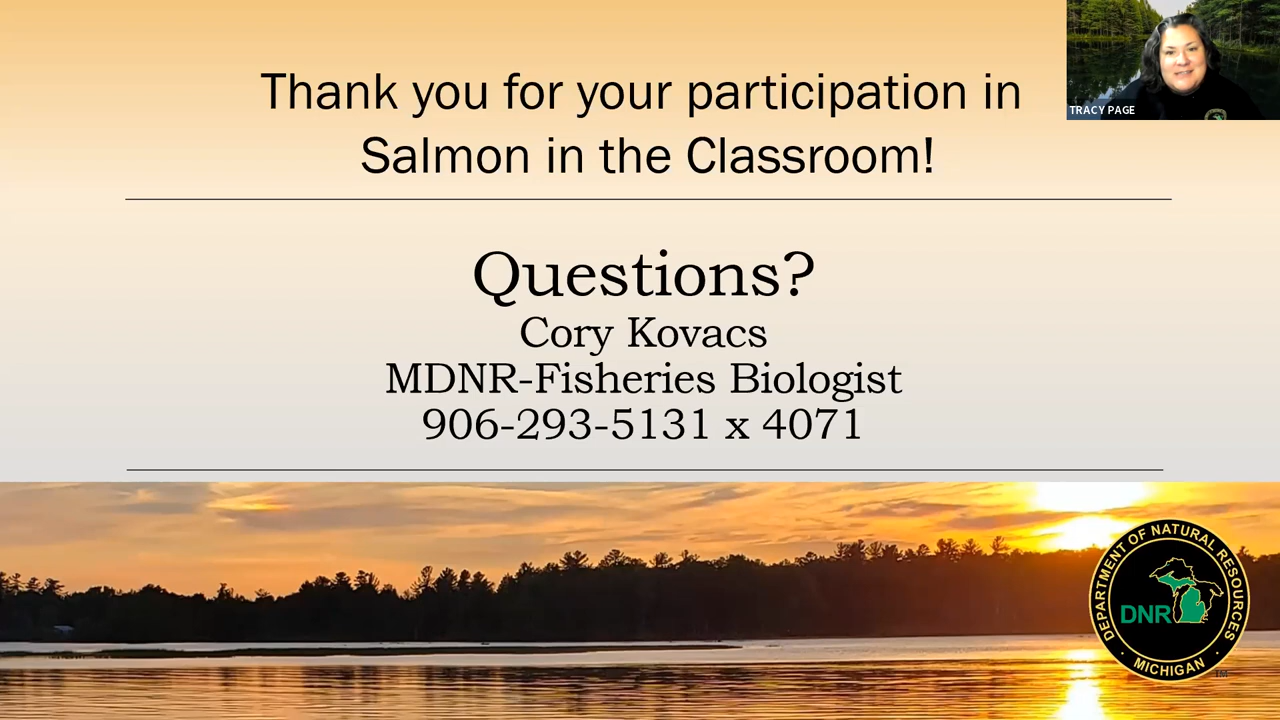 Thank you for your participation in
Salmon in the Classroom!
TRACY PAGE
Questions?
Cory Kovacs
MDNR-Fisheries Biologist
906-293-5131 x 4071
DEPARTMENT OF NATURAL RESOURCES
DNR
MICHIGAN
TM